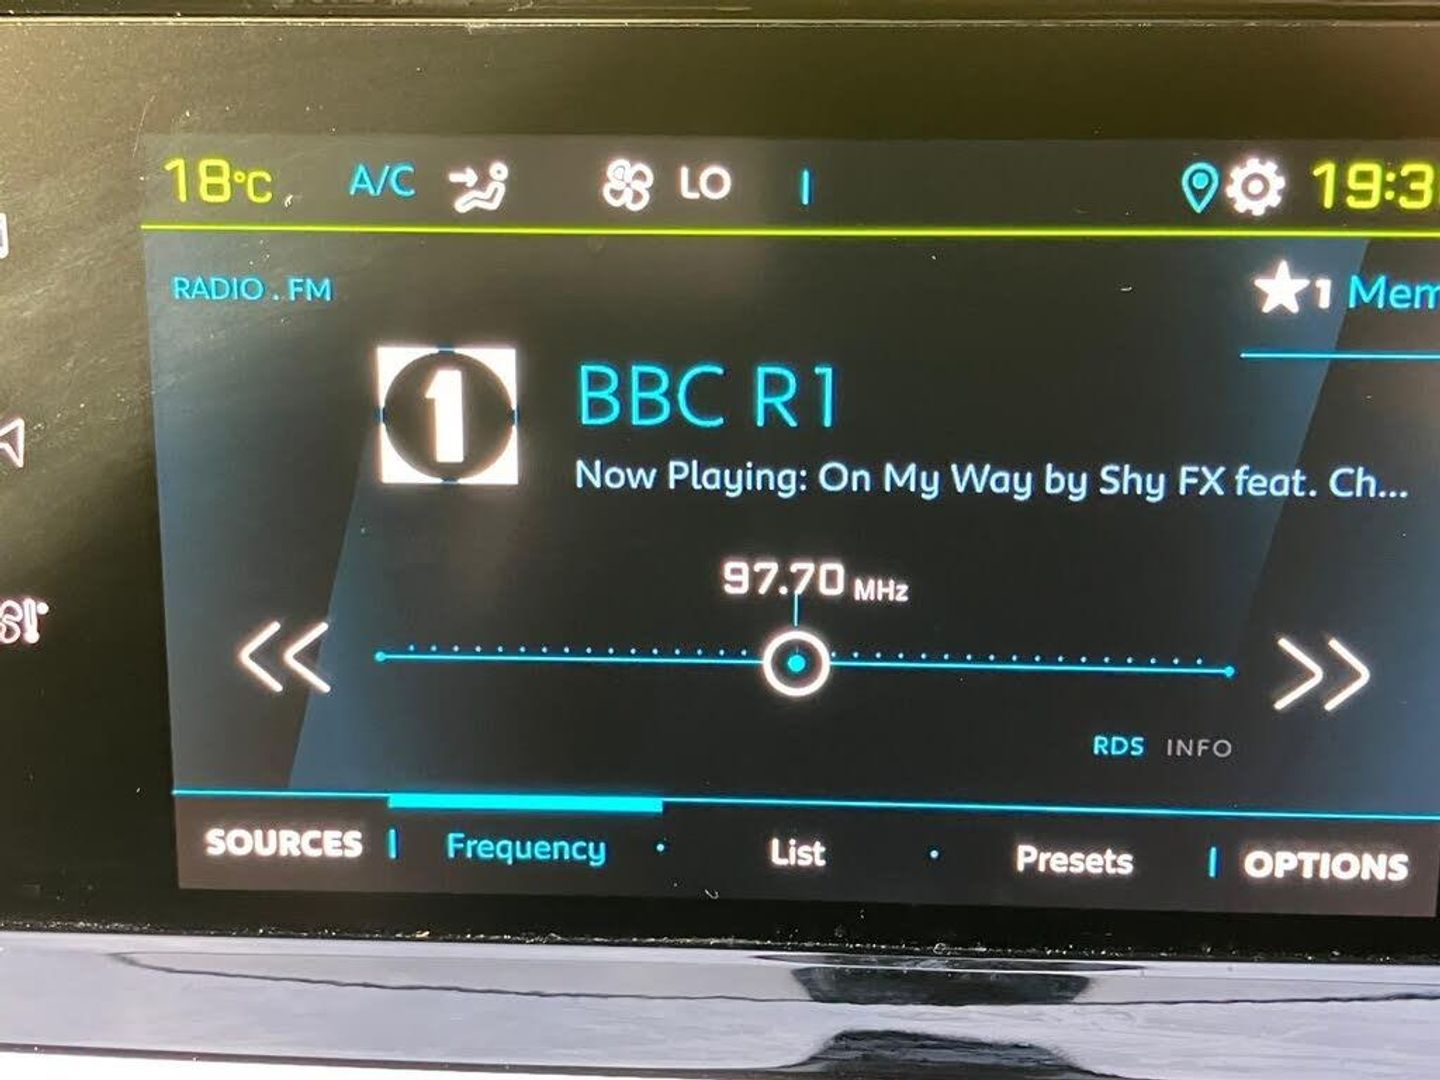 18°C A/C LO 19:3
RADIO . FM
1 Mem
1
BBC R1
Now Playing: On My Way by Shy FX feat. Ch...
97.70 MHz
RDS INFO
SOURCES Frequency List Presets OPTIONS